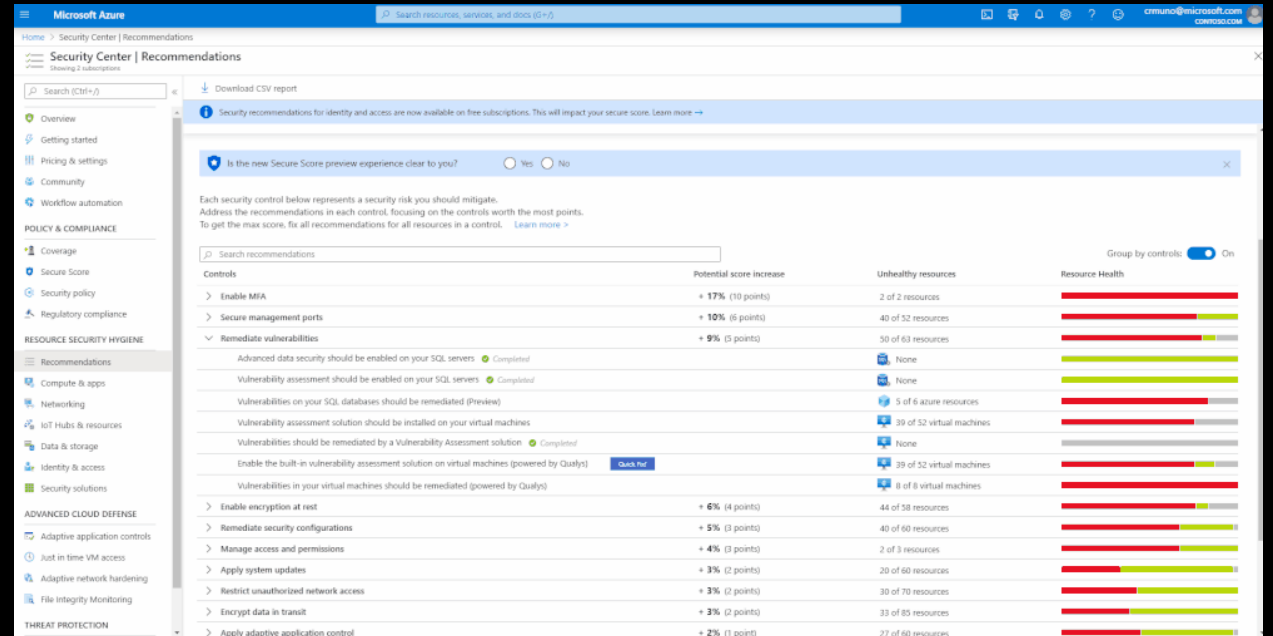 Microsoft Azure
Search resources, services, and docs (G+/)
crmuno@microsoft.com
CONTOSO.COM
Home > Security Center | Recommendations
Security Center | Recommendations
Showing 2 subscriptions
Search (Ctrl+/)
Download CSV report
Security recommendations for identity and access are now available on free subscriptions. This will impact your secure score. Learn more →
Overview
Getting started
Pricing & settings
Community
Workflow automation
POLICY & COMPLIANCE
Coverage
Secure Score
Security policy
Regulatory compliance
RESOURCE SECURITY HYGIENE
Recommendations
Compute & apps
Networking
IoT Hubs & resources
Data & storage
Identity & access
Security solutions
ADVANCED CLOUD DEFENSE
Adaptive application controls
Just in time VM access
Adaptive network hardening
File Integrity Monitoring
THREAT PROTECTION
Is the new Secure Score preview experience clear to you? Yes No
Each security control below represents a security risk you should mitigate.
Address the recommendations in each control, focusing on the controls worth the most points.
To get the max score, fix all recommendations for all resources in a control. Learn more >
Search recommendations
Group by controls: On
Controls Potential score increase Unhealthy resources Resource Health
Enable MFA + 17% (10 points) 2 of 2 resources
Secure management ports + 10% (6 points) 40 of 52 resources
Remediate vulnerabilities + 9% (5 points) 50 of 63 resources
Advanced data security should be enabled on your SQL servers Completed None
Vulnerability assessment should be enabled on your SQL servers Completed None
Vulnerabilities on your SQL databases should be remediated (Preview) 5 of 6 azure resources
Vulnerability assessment solution should be installed on your virtual machines 39 of 52 virtual machines
Vulnerabilities should be remediated by a Vulnerability Assessment solution Completed None
Enable the built-in vulnerability assessment solution on virtual machines (powered by Qualys) Quick Fix! 39 of 52 virtual machines
Vulnerabilities in your virtual machines should be remediated (powered by Qualys) 8 of 8 virtual machines
Enable encryption at rest + 6% (4 points) 44 of 58 resources
Remediate security configurations + 5% (3 points) 40 of 60 resources
Manage access and permissions + 4% (3 points) 2 of 3 resources
Apply system updates + 3% (2 points) 20 of 60 resources
Restrict unauthorized network access + 3% (2 points) 30 of 70 resources
Encrypt data in transit + 3% (2 points) 33 of 85 resources
Apply adaptive application control + 2% (1 point) 27 of 60 resources